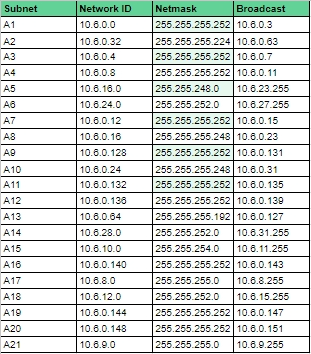 Subnet Network ID Netmask Broadcast
A1 10.6.0.0 255.255.255.252 10.6.0.3
A2 10.6.0.32 255.255.255.224 10.6.0.63
A3 10.6.0.4 255.255.255.252 10.6.0.7
A4 10.6.0.8 255.255.255.252 10.6.0.11
A5 10.6.16.0 255.255.248.0 10.6.23.255
A6 10.6.24.0 255.255.252.0 10.6.27.255
A7 10.6.0.12 255.255.255.252 10.6.0.15
A8 10.6.0.16 255.255.255.248 10.6.0.23
A9 10.6.0.128 255.255.255.252 10.6.0.131
A10 10.6.0.24 255.255.255.248 10.6.0.31
A11 10.6.0.132 255.255.255.252 10.6.0.135
A12 10.6.0.136 255.255.255.252 10.6.0.139
A13 10.6.0.64 255.255.255.192 10.6.0.127
A14 10.6.28.0 255.255.252.0 10.6.31.255
A15 10.6.10.0 255.255.254.0 10.6.11.255
A16 10.6.0.140 255.255.255.252 10.6.0.143
A17 10.6.8.0 255.255.255.0 10.6.8.255
A18 10.6.12.0 255.255.252.0 10.6.15.255
A19 10.6.0.144 255.255.255.252 10.6.0.147
A20 10.6.0.148 255.255.255.252 10.6.0.151
A21 10.6.9.0 255.255.255.0 10.6.9.255